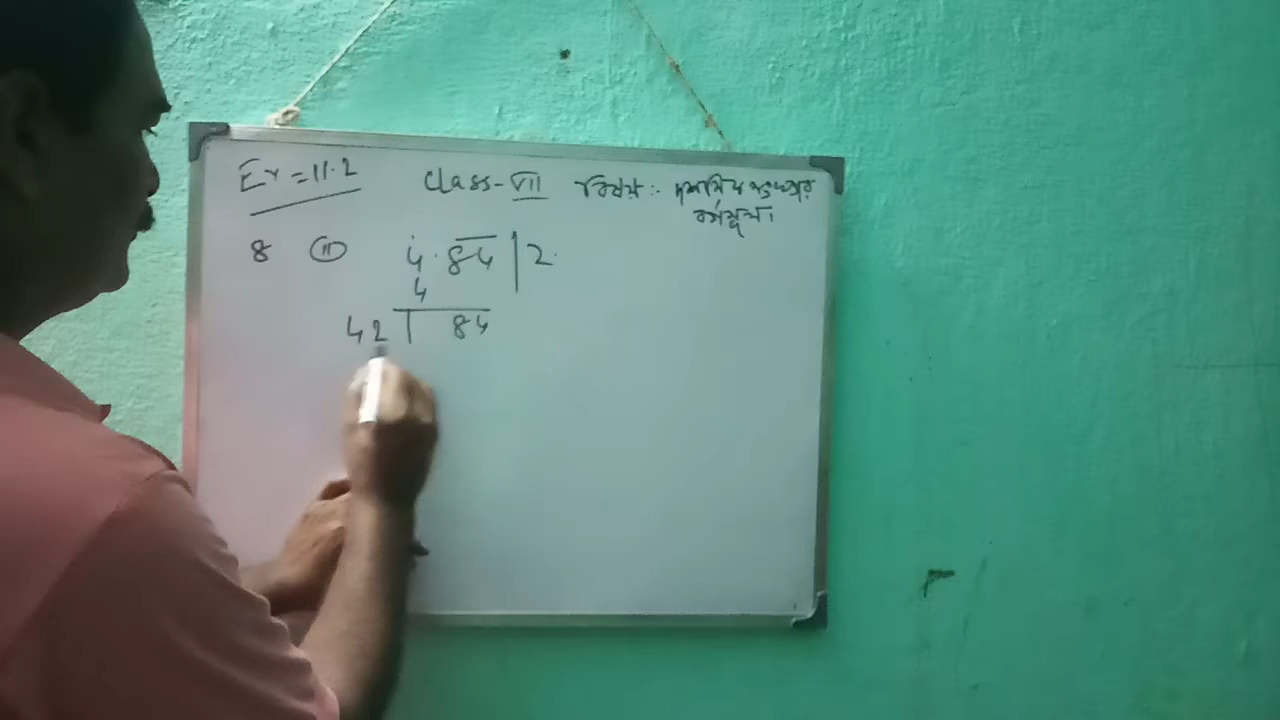 Ex = 11.2 Class - VII বিষয় :- দশমিক সংখ্যার
বর্গমূল।
8 (ii) 4. 84 | 2.
4
42 84